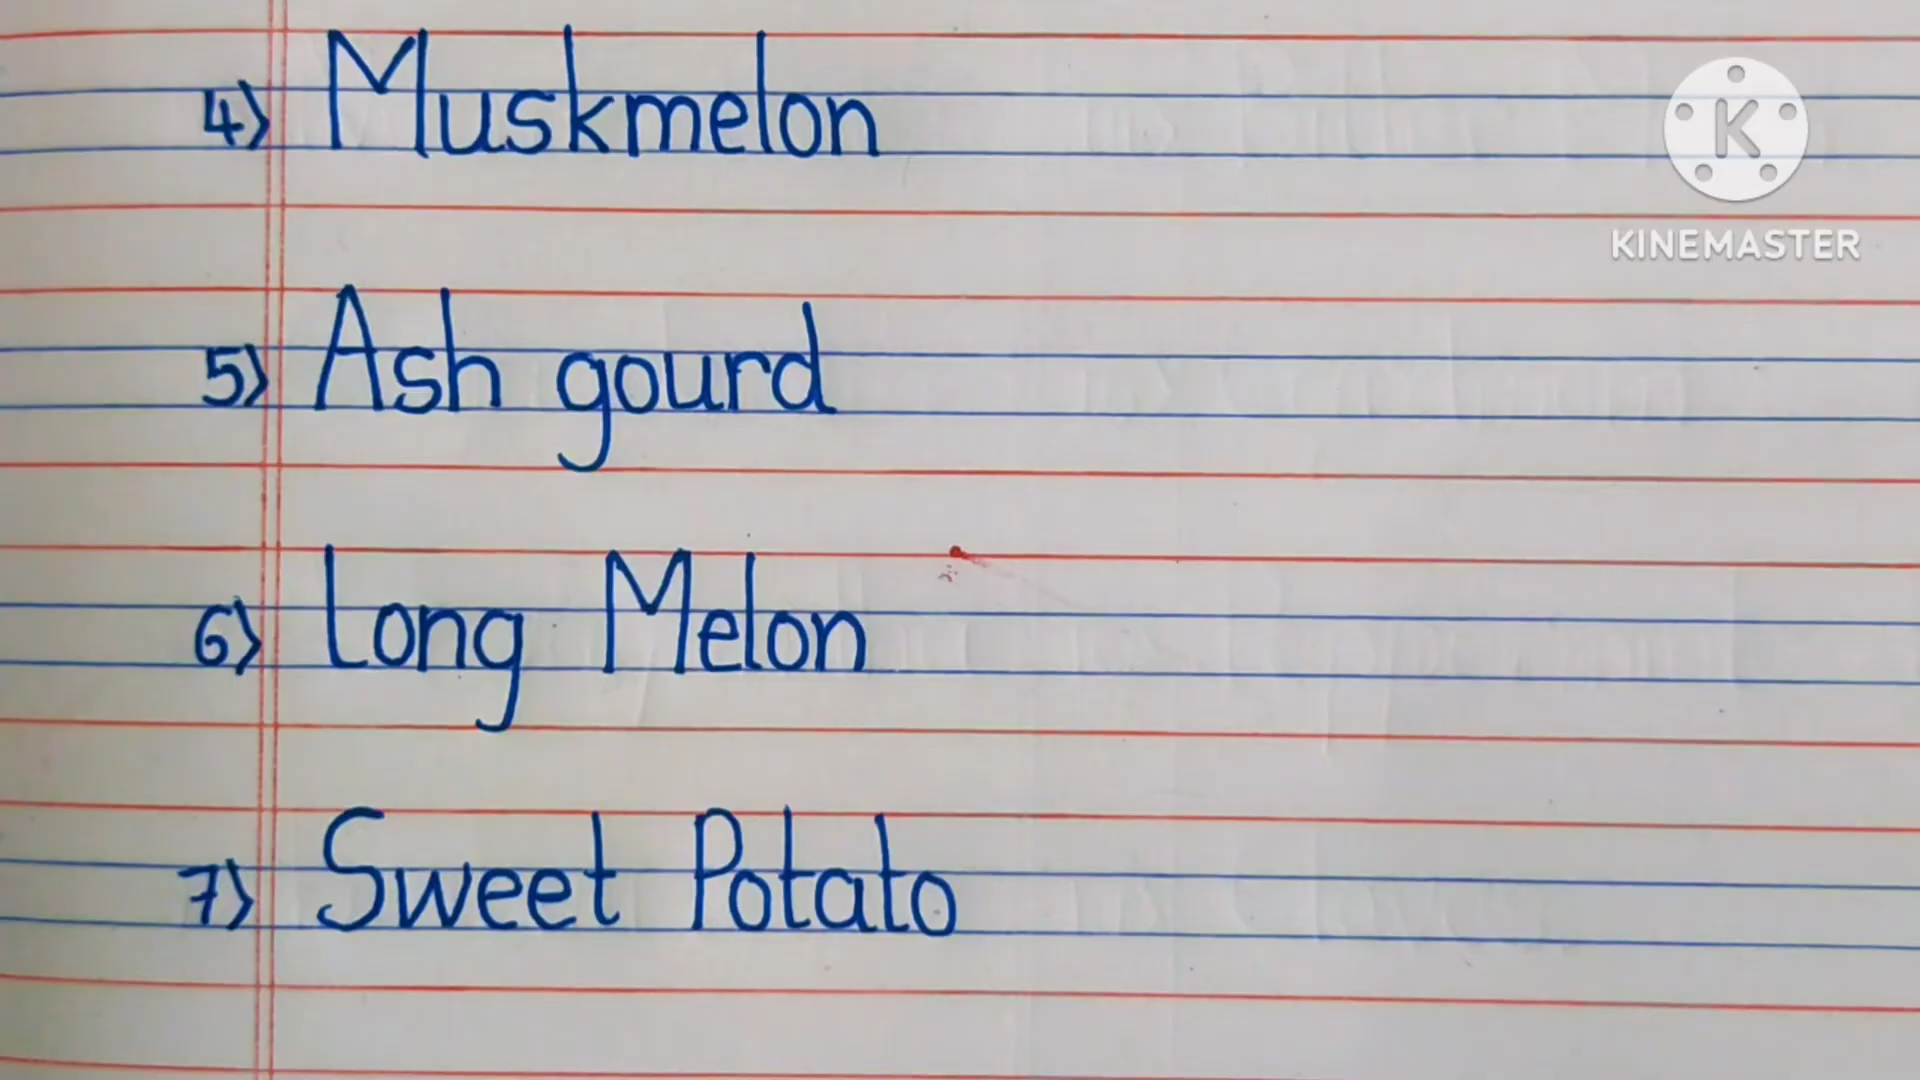 4) Muskmelon
KINEMASTER
5) Ash gourd
6) Long Melon
7) Sweet Potato